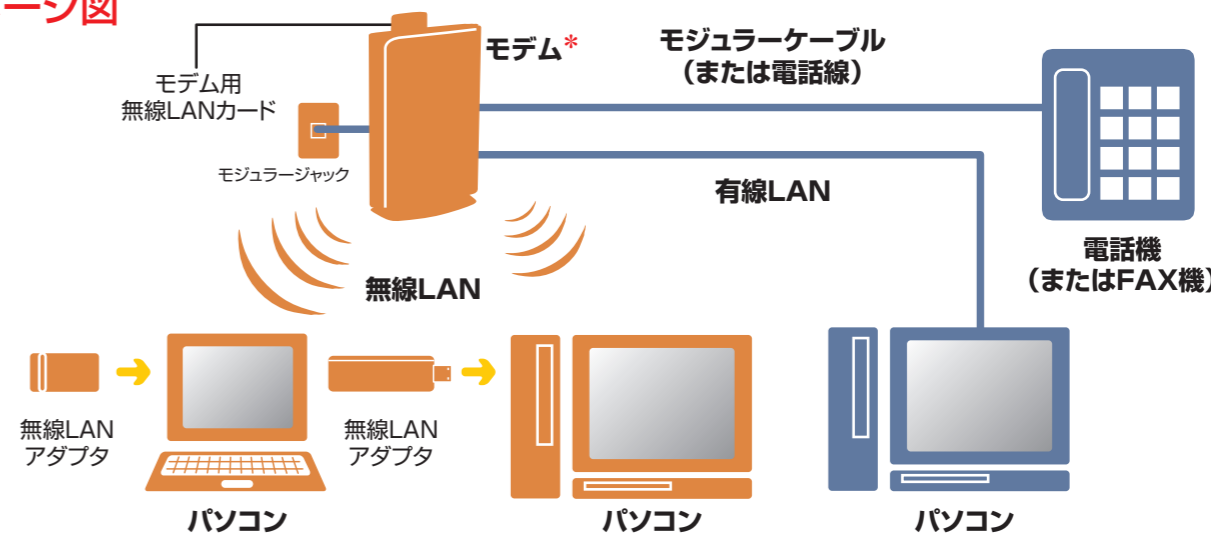 ージ図
モデム*
モジュラーケーブル
（または電話線）
モデム用
無線LANカード
モジュラージャック
有線LAN
電話機
（またはFAX機）
無線LAN
無線LAN
アダプタ
無線LAN
アダプタ
パソコン
パソコン
パソコン